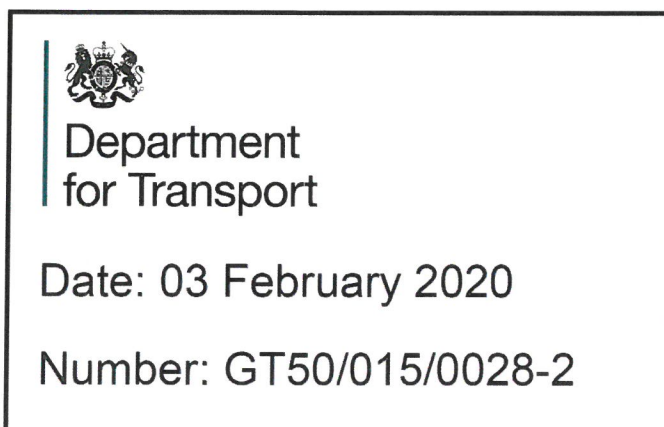 Department
for Transport
Date: 03 February 2020
Number: GT50/015/0028-2